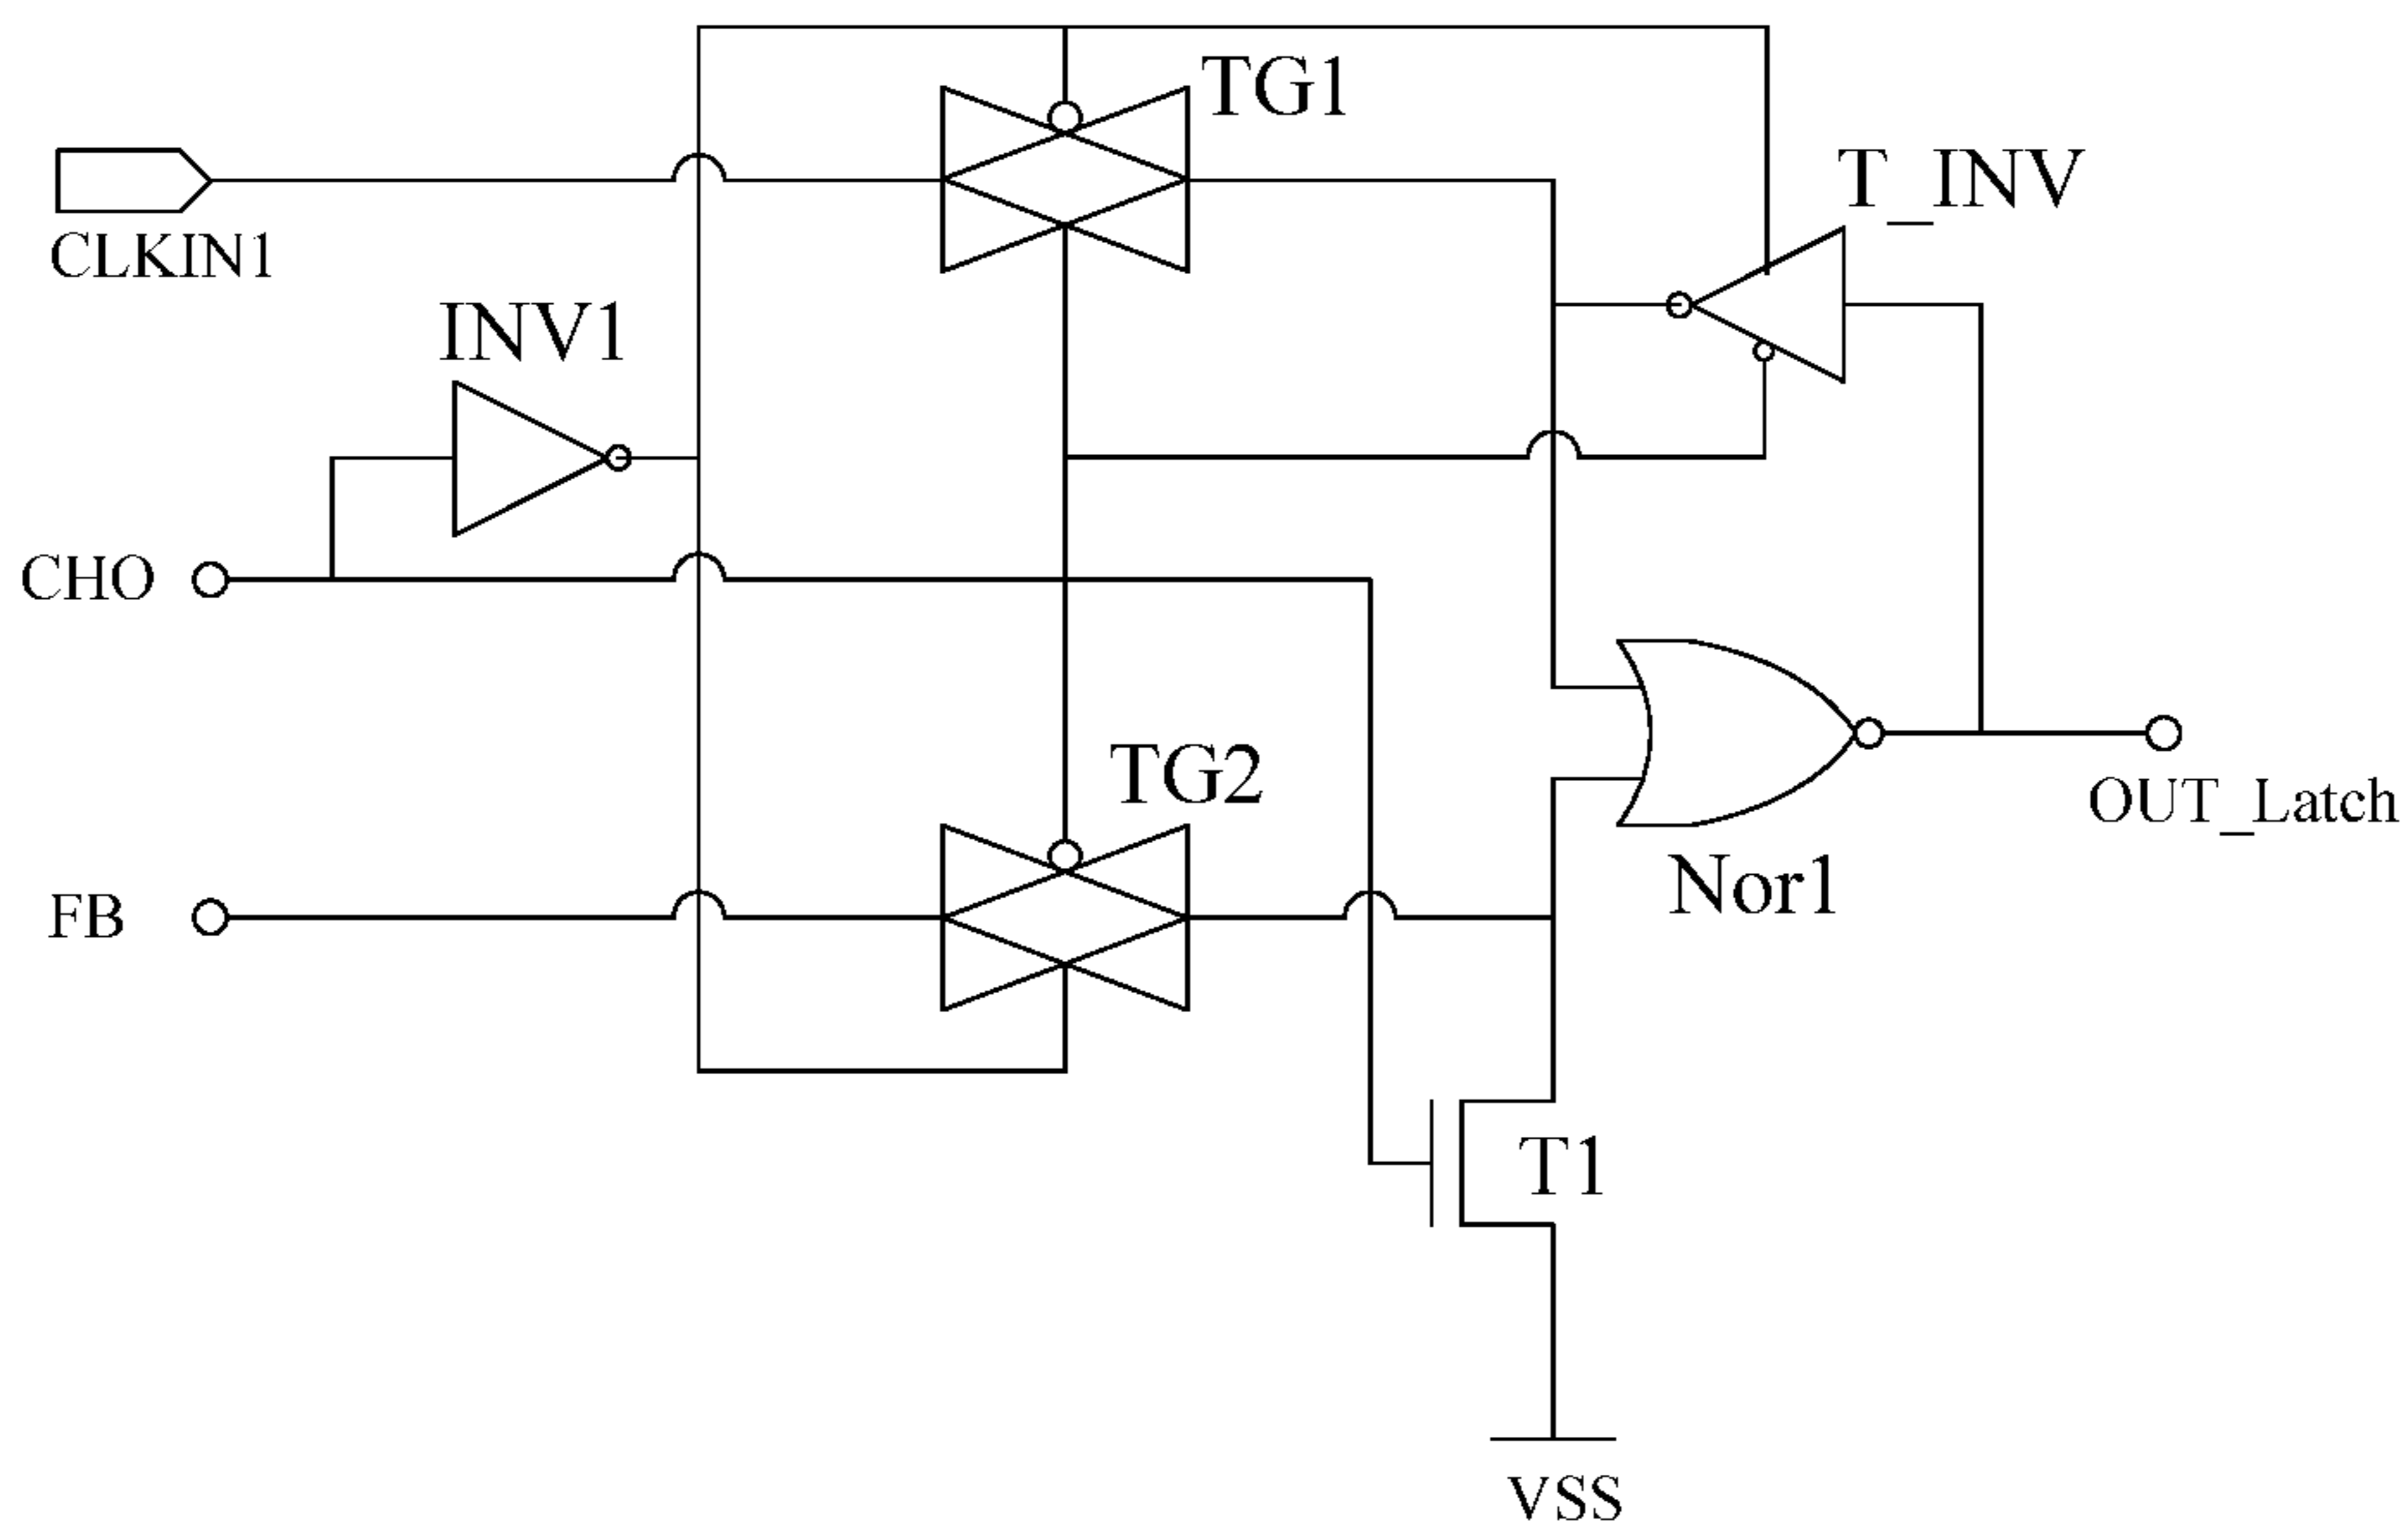 TG1
T_INV
CLKIN1
INV1
CHO
TG2
OUT_Latch
Nor1
FB
T1
VSS